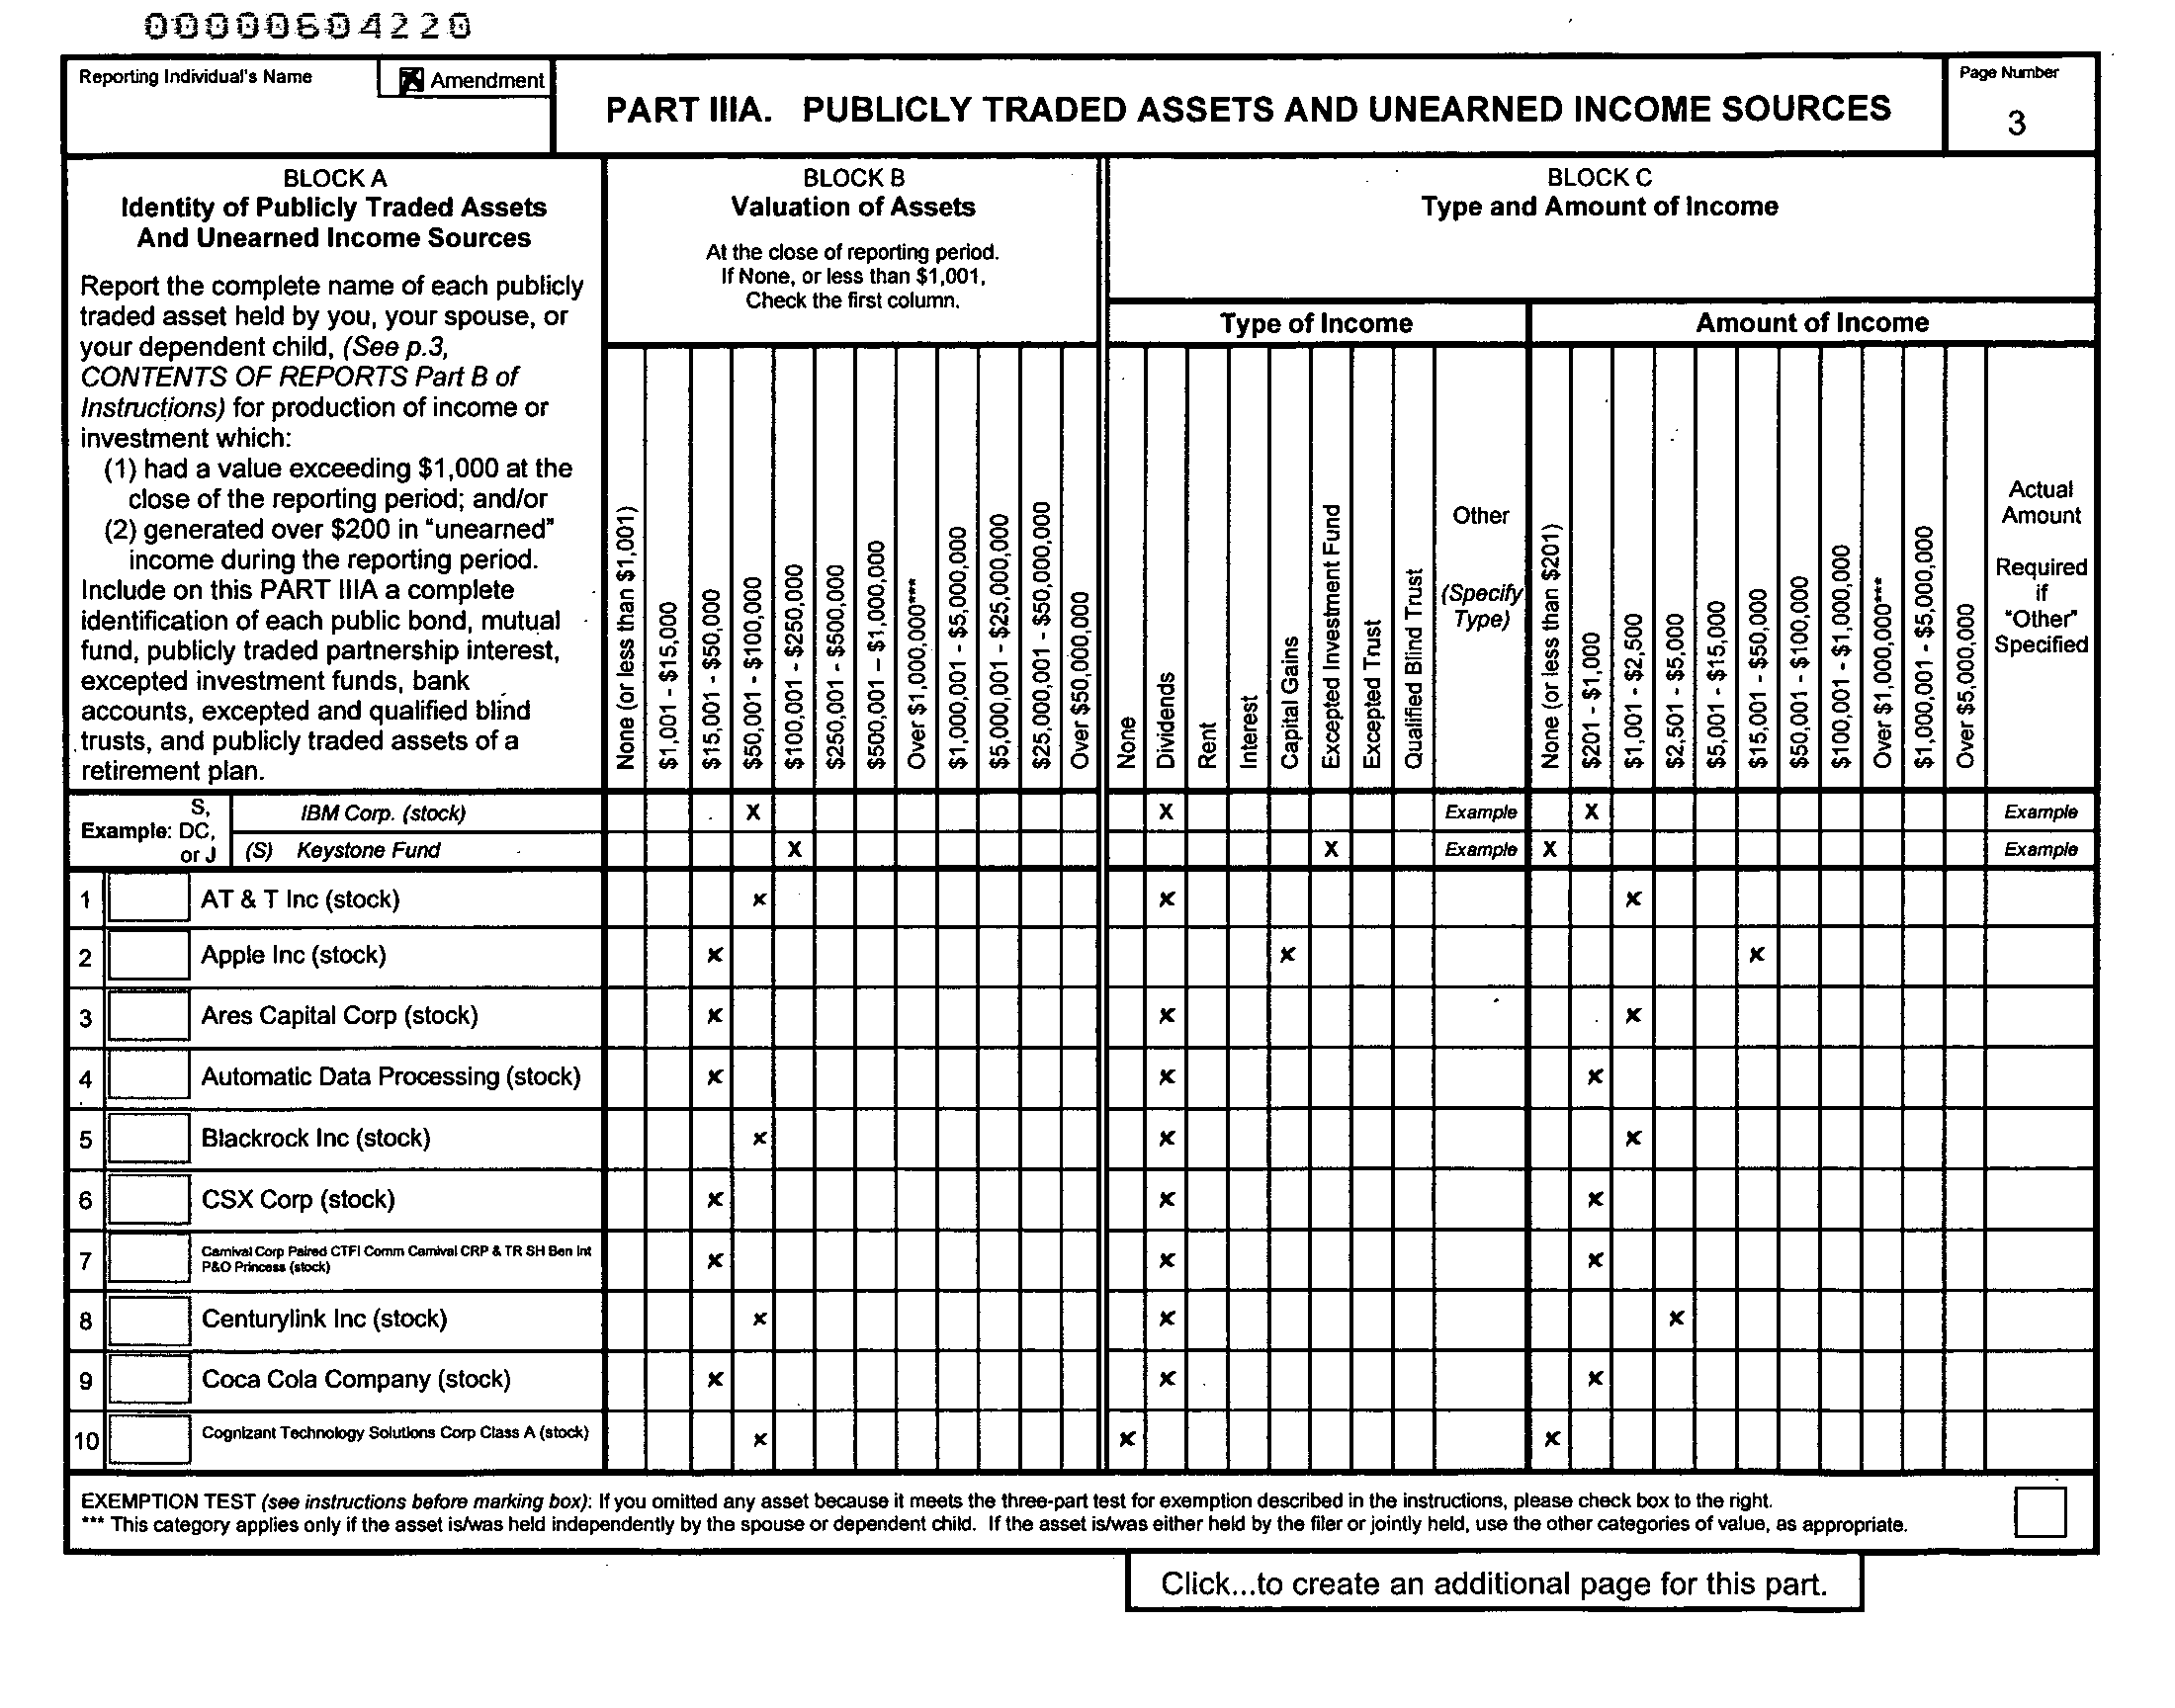 00000604220
Reporting Individual's Name
X Amendment
PART IIIA. PUBLICLY TRADED ASSETS AND UNEARNED INCOME SOURCES
Page Number
3
BLOCK A
Identity of Publicly Traded Assets
And Unearned Income Sources
Report the complete name of each publicly
traded asset held by you, your spouse, or
your dependent child, (See p.3,
CONTENTS OF REPORTS Part B of
Instructions) for production of income or
investment which:
(1) had a value exceeding $1,000 at the
close of the reporting period; and/or
(2) generated over $200 in "unearned"
income during the reporting period.
Include on this PART IIIA a complete
identification of each public bond, mutual
fund, publicly traded partnership interest,
excepted investment funds, bank
accounts, excepted and qualified blind
trusts, and publicly traded assets of a
retirement plan.
BLOCK B
Valuation of Assets
At the close of reporting period.
If None, or less than $1,001,
Check the first column.
BLOCK C
Type and Amount of Income
Type of Income
Amount of Income
None (or less than $1,001)
$1,001 - $15,000
$15,001 - $50,000
$50,001 - $100,000
$100,001 - $250,000
$250,001 - $500,000
$500,001 – $1,000,000
Over $1,000,000***
$1,000,001 - $5,000,000
$5,000,001 - $25,000,000
$25,000,001 - $50,000,000
Over $50,000,000
None
Dividends
Rent
Interest
Capital Gains
Excepted Investment Fund
Excepted Trust
Qualified Blind Trust
Other
(Specify
Type)
None (or less than $201)
$201 - $1,000
$1,001 - $2,500
$2,501 - $5,000
$5,001 - $15,000
$15,001 - $50,000
$50,001 - $100,000
$100,001 - $1,000,000
Over $1,000,000***
$1,000,001 - $5,000,000
Over $5,000,000
Actual
Amount
Required
if
"Other"
Specified
Example: S, DC, or J
IBM Corp. (stock) X X Example X Example
(S) Keystone Fund X X Example X Example
1 AT & T Inc (stock) x x x
2 Apple Inc (stock) x x x
3 Ares Capital Corp (stock) x x x
4 Automatic Data Processing (stock) x x x
5 Blackrock Inc (stock) x x x
6 CSX Corp (stock) x x x
7 Carnival Corp Paired CTFI Comm Carnival CRP & TR SH Ben Int
P&O Princess (stock) x x x
8 Centurylink Inc (stock) x x x
9 Coca Cola Company (stock) x x x
10 Cognizant Technology Solutions Corp Class A (stock) x x x
EXEMPTION TEST (see instructions before marking box): If you omitted any asset because it meets the three-part test for exemption described in the instructions, please check box to the right.
*** This category applies only if the asset is/was held independently by the spouse or dependent child. If the asset is/was either held by the filer or jointly held, use the other categories of value, as appropriate.
Click...to create an additional page for this part.